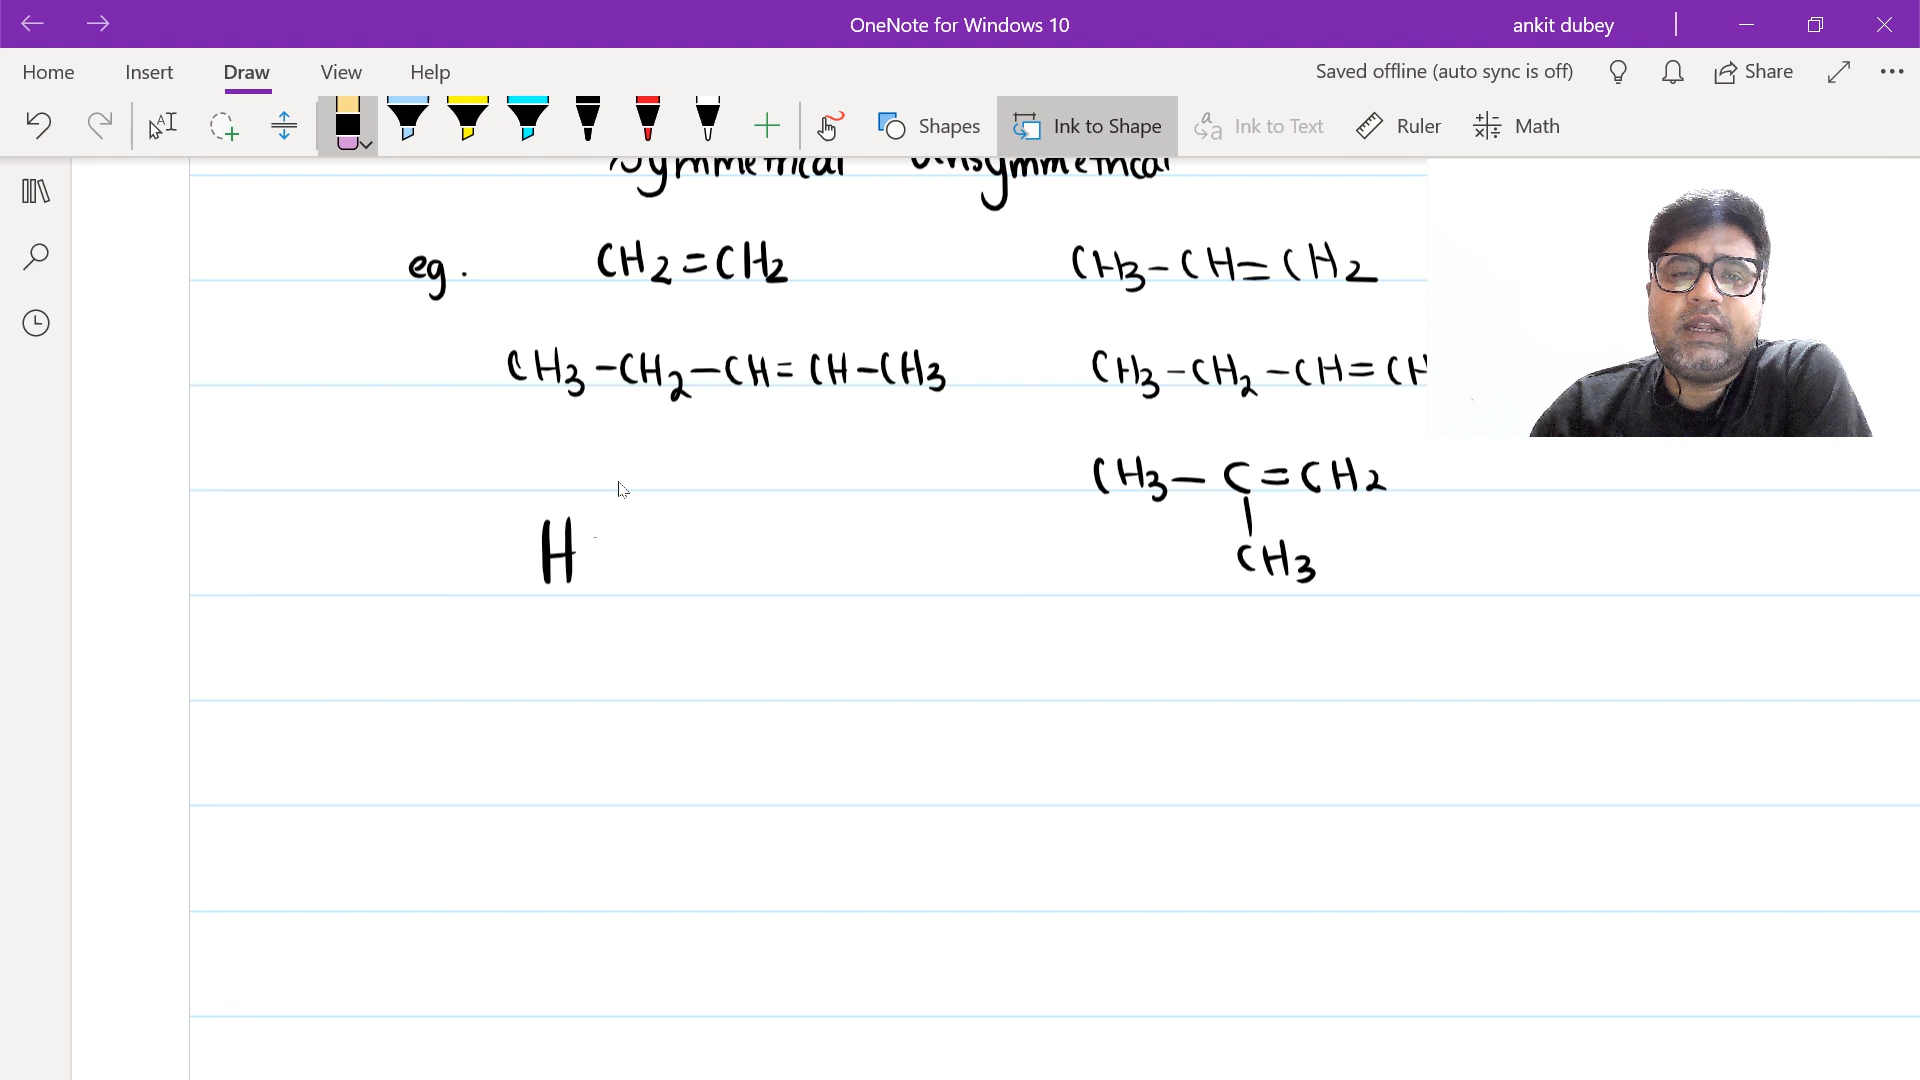 OneNote for Windows 10
ankit dubey
Home Insert Draw View Help
Saved offline (auto sync is off) Share
Shapes Ink to Shape Ink to Text Ruler Math
Symmetrical Unsymmetrical
eg. CH2=CH2 CH3-CH=CH2
CH3-CH2-CH=CH-CH3 CH3-CH2-CH=CH
CH3-C=CH2
|
H CH3